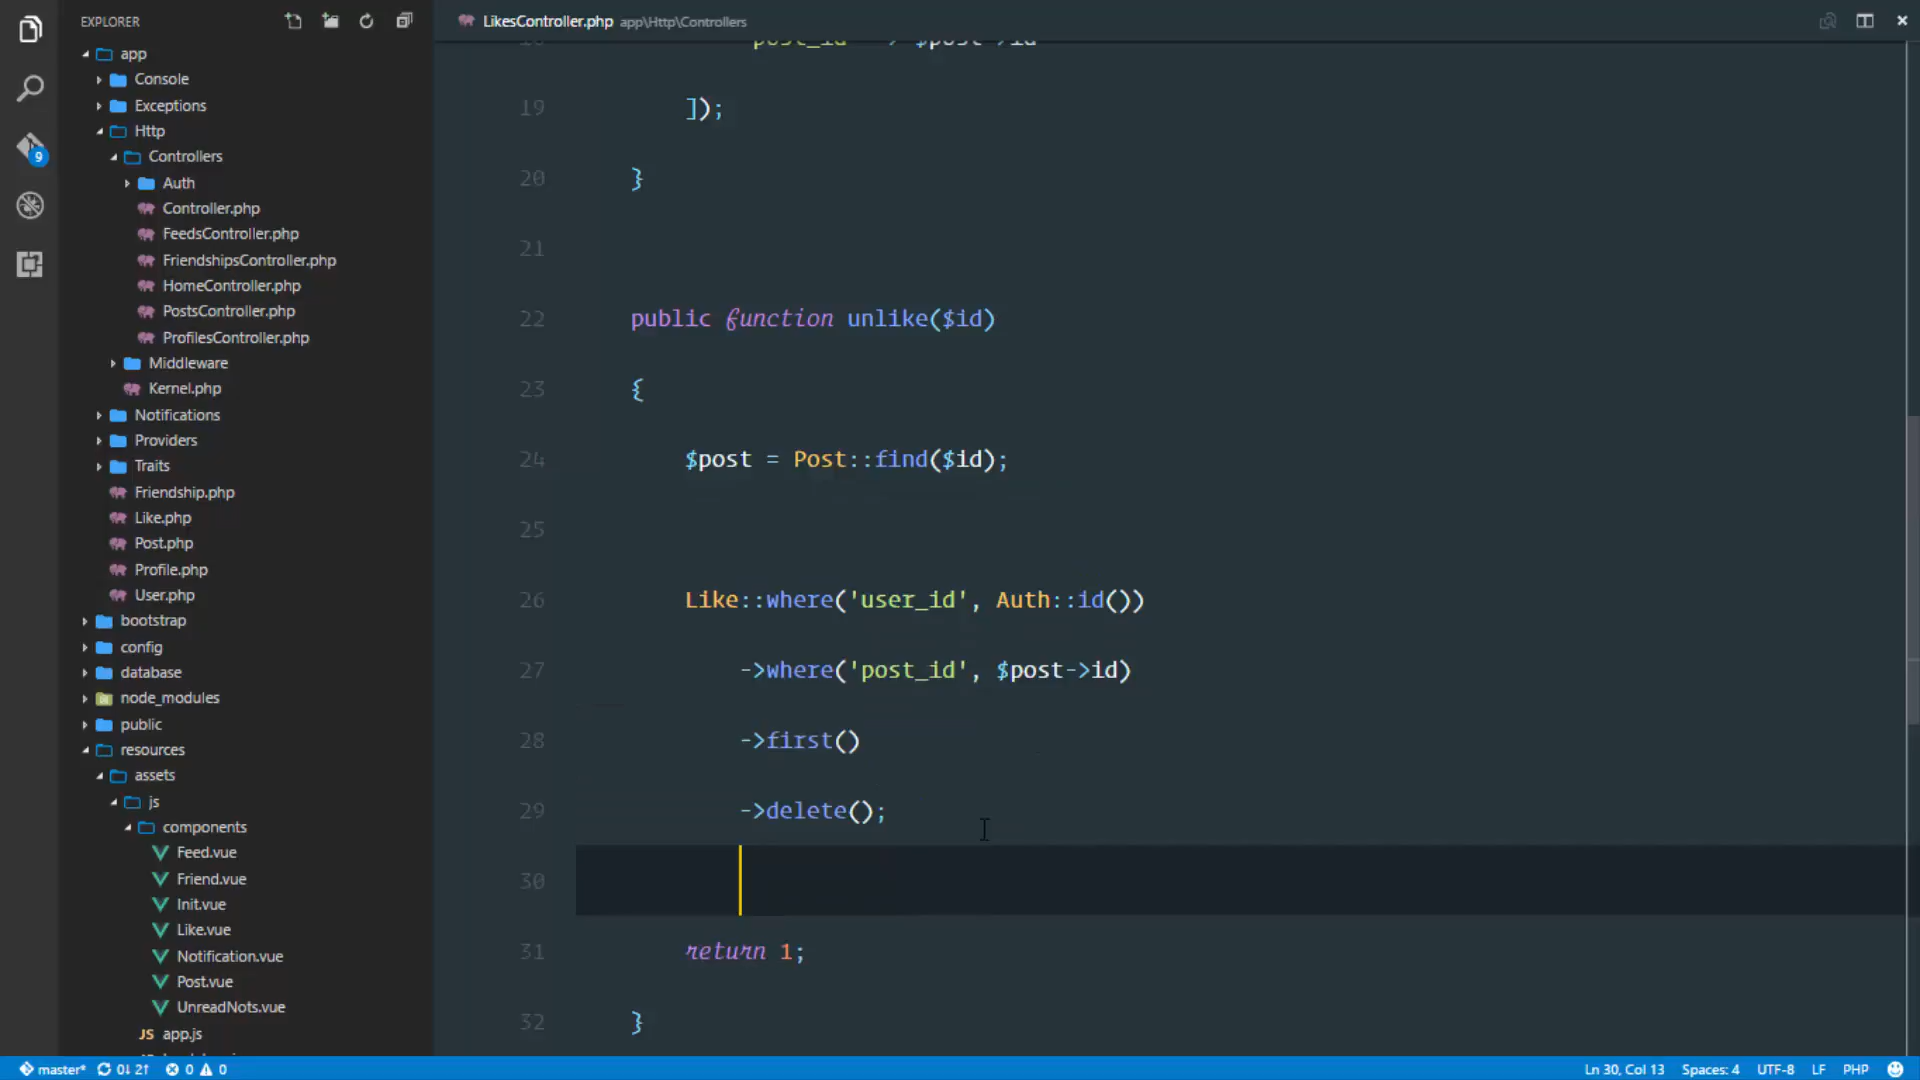 EXPLORER
app
Console
Exceptions
Http
Controllers
Auth
Controller.php
FeedsController.php
FriendshipsController.php
HomeController.php
PostsController.php
ProfilesController.php
Middleware
Kernel.php
Notifications
Providers
Traits
Friendship.php
Like.php
Post.php
Profile.php
User.php
bootstrap
config
database
node_modules
public
resources
assets
js
components
Feed.vue
Friend.vue
Init.vue
Like.vue
Notification.vue
Post.vue
UnreadNots.vue
JS app.js
9
LikesController.php app\Http\Controllers
19 ]);
20 }
21
22 public function unlike($id)
23 {
24 $post = Post::find($id);
25
26 Like::where('user_id', Auth::id())
27 ->where('post_id', $post->id)
28 ->first()
29 ->delete();
30
31 return 1;
32 }
master* 0↓ 2↑ 0 0
Ln 30, Col 13 Spaces: 4 UTF-8 LF PHP